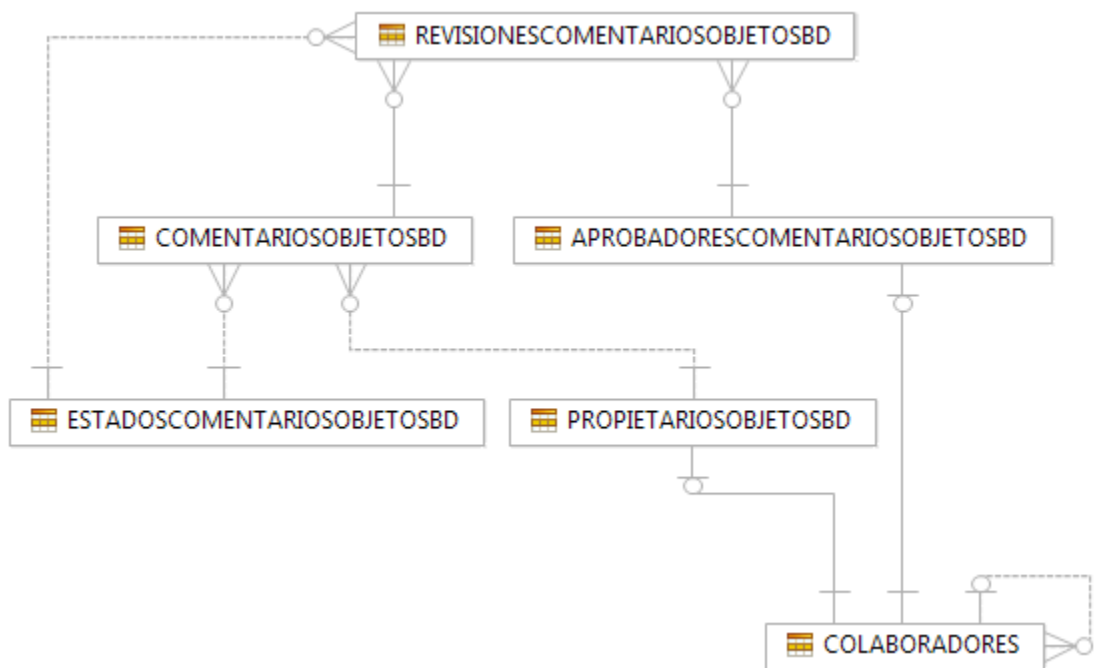 REVISIONESCOMENTARIOSOBJETOSBD
COMENTARIOSOBJETOSBD
APROBADORESCOMENTARIOSOBJETOSBD
ESTADOSCOMENTARIOSOBJETOSBD
PROPIETARIOSOBJETOSBD
COLABORADORES